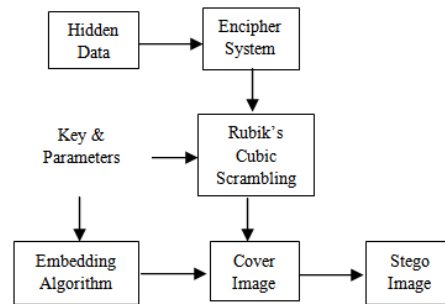 Hidden
Data
Encipher
System
Key &
Parameters
Rubik's
Cubic
Scrambling
Embedding
Algorithm
Cover
Image
Stego
Image